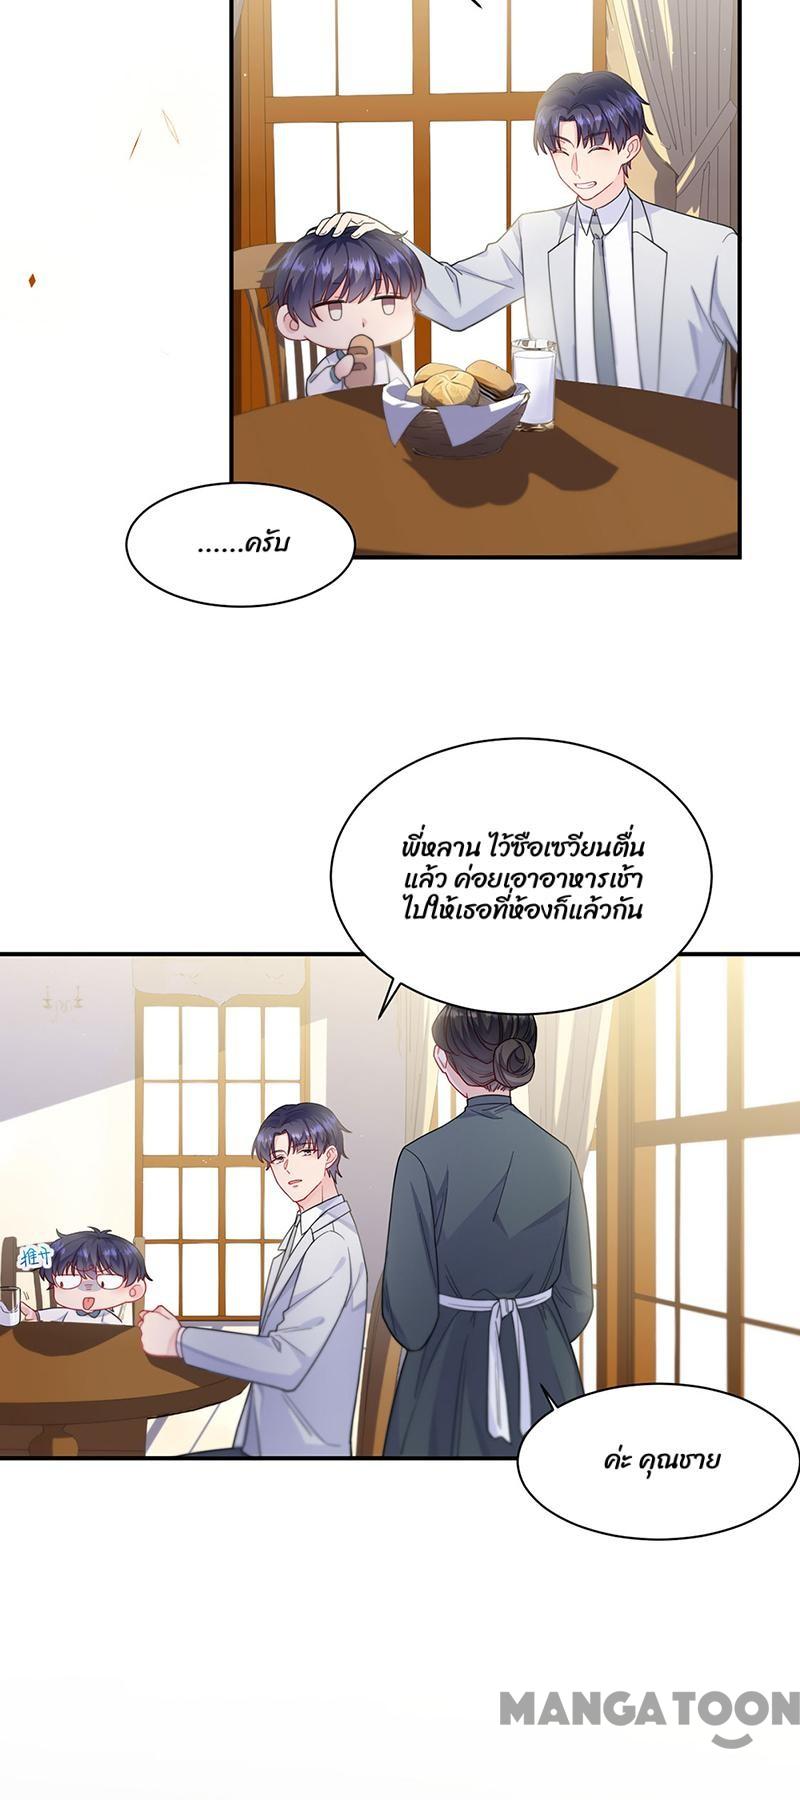 ......ครับ
พี่หลาน ไว้ซือเซวียนตื่น
แล้ว ค่อยเอาอาหารเช้า
ไปให้เธอที่ห้องก็แล้วกัน
推开
ค่ะ คุณชาย
MANGATOON